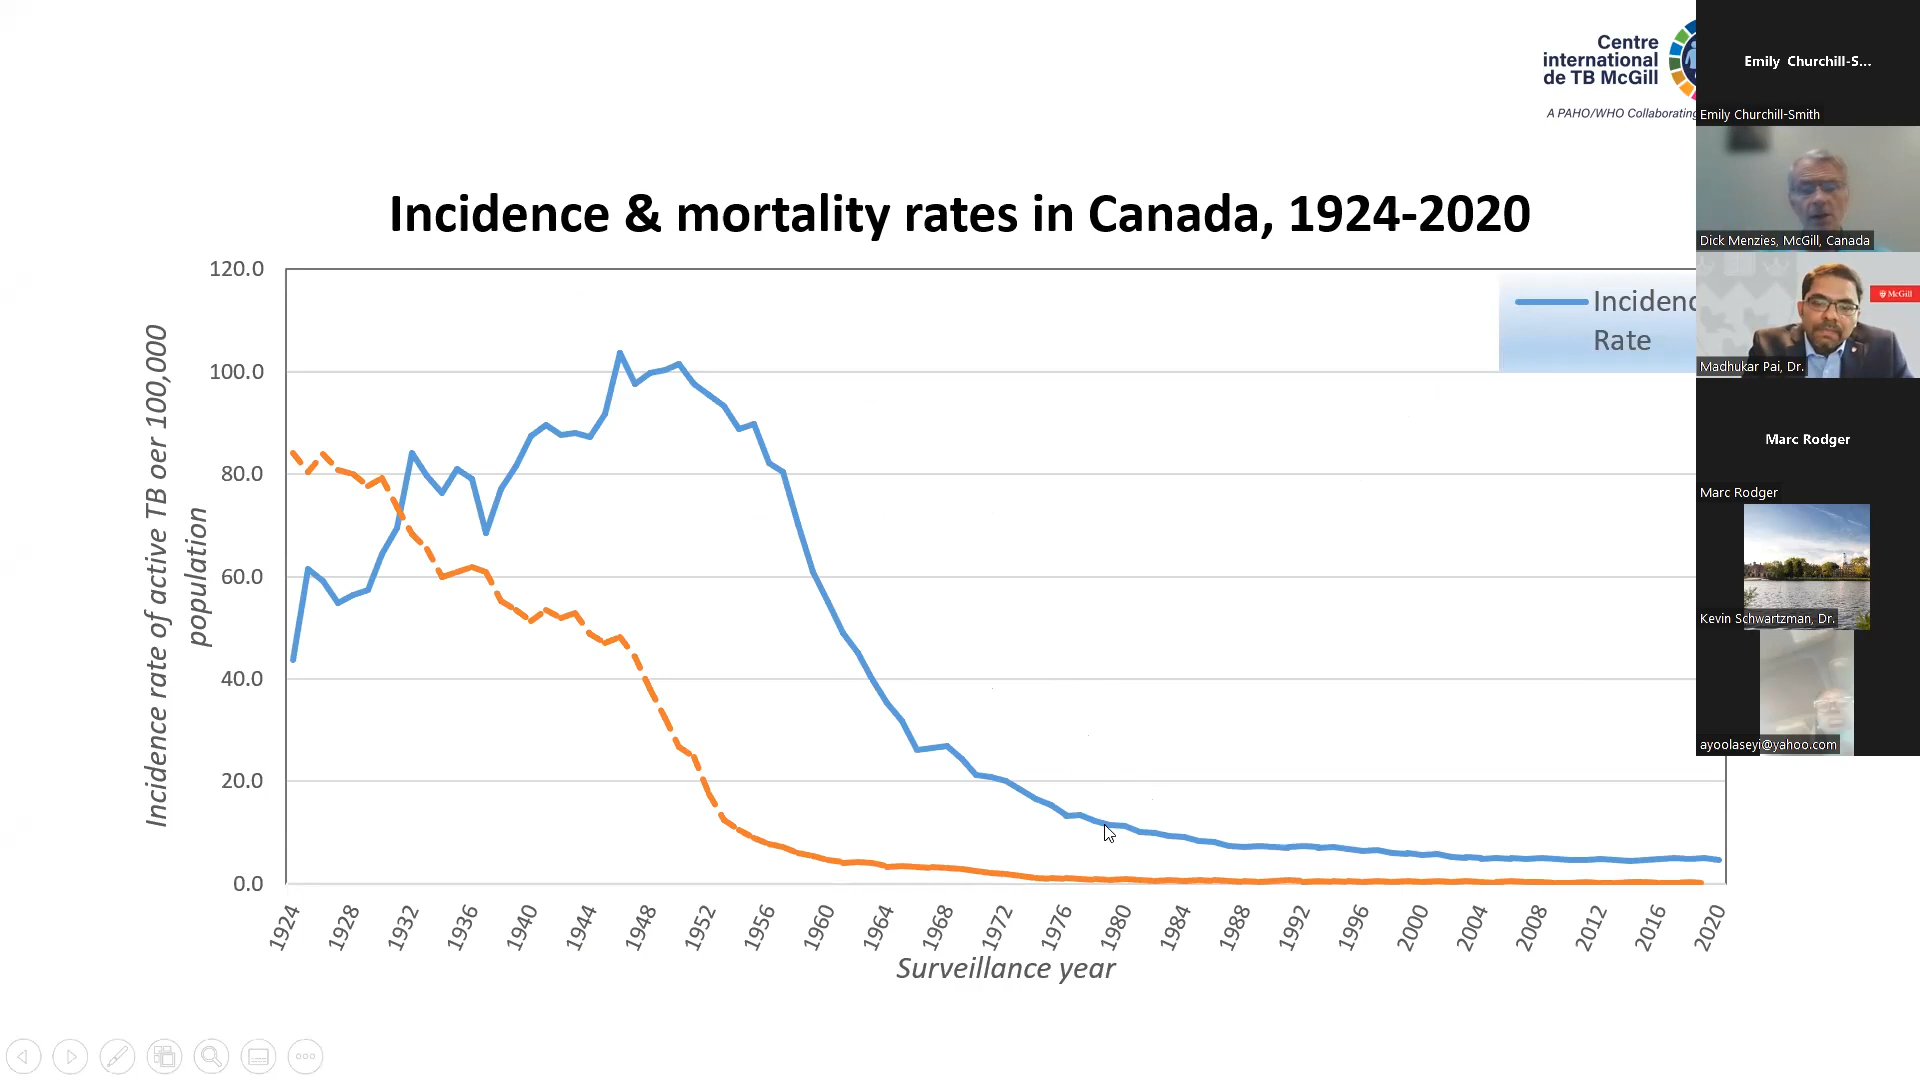 Centre
international
de TB McGill
A PAHO/WHO Collaborating
Incidence & mortality rates in Canada, 1924-2020
Incidence rate of active TB oer 100,000
population
120.0
100.0
80.0
60.0
40.0
20.0
0.0
Incidenc
Rate
1924
1928
1932
1936
1940
1944
1948
1952
1956
1960
1964
1968
1972
1976
1980
1984
1988
1992
1996
2000
2004
2008
2012
2016
2020
Surveillance year
Emily Churchill-S...
Emily Churchill-Smith
Dick Menzies, McGill, Canada
McGill
Madhukar Pai, Dr.
Marc Rodger
Marc Rodger
Kevin Schwartzman, Dr.
ayoolaseyi@yahoo.com